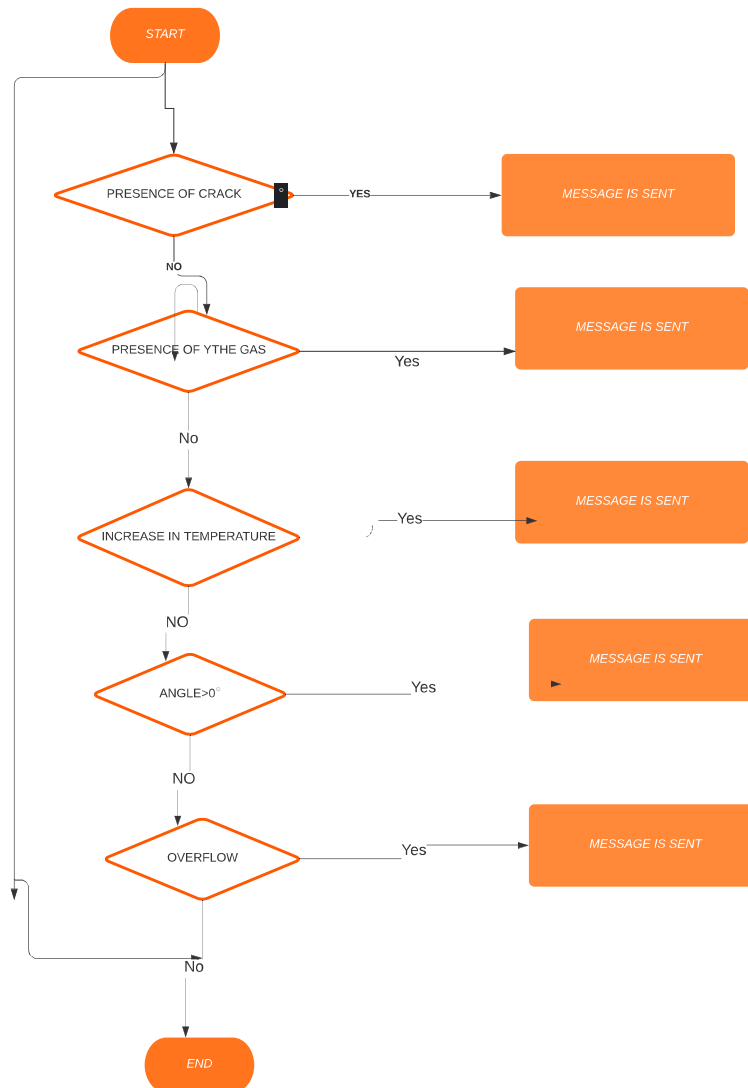 START
PRESENCE OF CRACK
YES
MESSAGE IS SENT
NO
PRESENCE OF YTHE GAS
Yes
MESSAGE IS SENT
No
INCREASE IN TEMPERATURE
Yes
MESSAGE IS SENT
NO
ANGLE>0°
Yes
MESSAGE IS SENT
NO
OVERFLOW
Yes
MESSAGE IS SENT
No
END